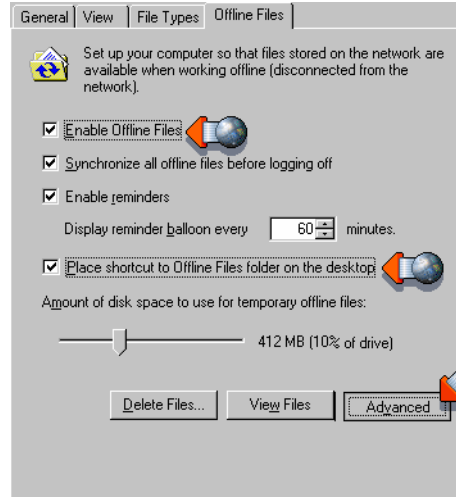 General View File Types Offline Files
Set up your computer so that files stored on the network are
available when working offline (disconnected from the
network).
Enable Offline Files
Synchronize all offline files before logging off
Enable reminders
Display reminder balloon every 60 minutes.
Place shortcut to Offline Files folder on the desktop
Amount of disk space to use for temporary offline files:
412 MB (10% of drive)
Delete Files... View Files Advanced